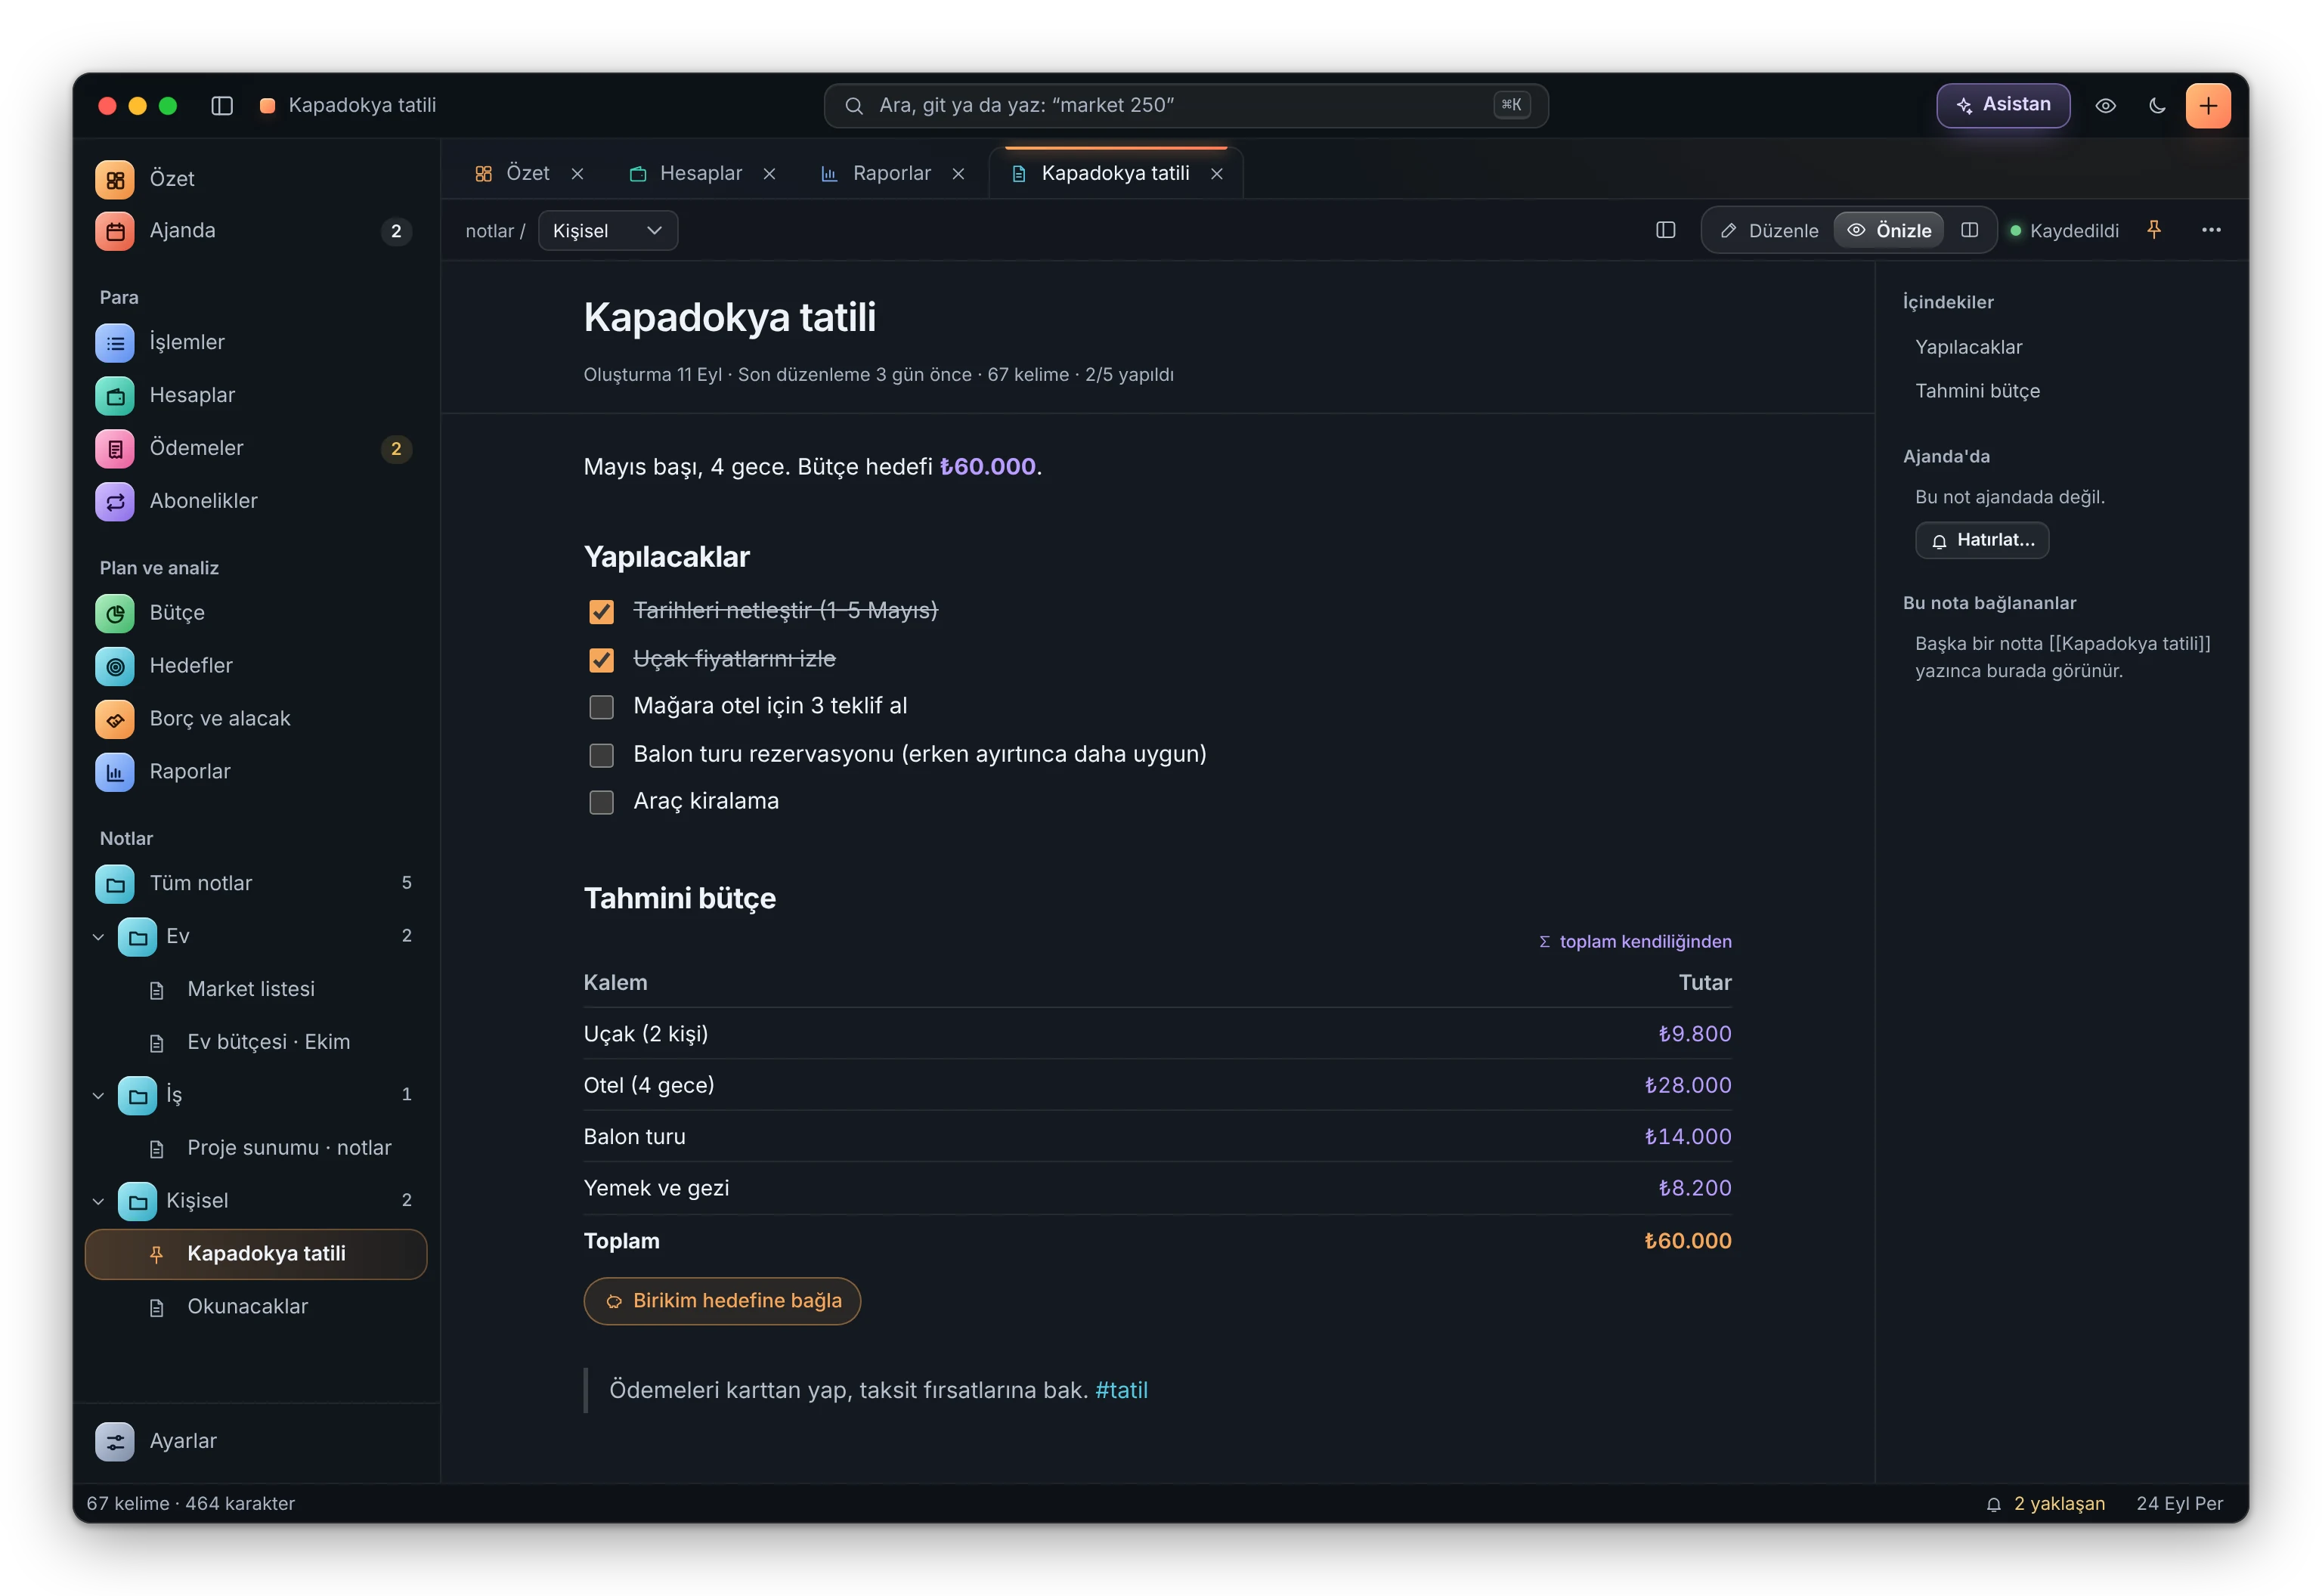 Kapadokya tatili
Ara, git ya da yaz: “market 250”
⌘K
Asistan
Özet
Ajanda
2
Para
İşlemler
Hesaplar
Ödemeler
2
Abonelikler
Plan ve analiz
Bütçe
Hedefler
Borç ve alacak
Raporlar
Notlar
Tüm notlar
5
Ev
2
Market listesi
Ev bütçesi · Ekim
İş
1
Proje sunumu · notlar
Kişisel
2
Kapadokya tatili
Okunacaklar
Ayarlar
Özet
Hesaplar
Raporlar
Kapadokya tatili
notlar /
Kişisel
Düzenle
Önizle
Kaydedildi
Kapadokya tatili
Oluşturma 11 Eyl · Son düzenleme 3 gün önce · 67 kelime · 2/5 yapıldı
Mayıs başı, 4 gece. Bütçe hedefi ₺60.000.
Yapılacaklar
Tarihleri netleştir (1-5 Mayıs)
Uçak fiyatlarını izle
Mağara otel için 3 teklif al
Balon turu rezervasyonu (erken ayırtınca daha uygun)
Araç kiralama
Tahmini bütçe
Σ toplam kendiliğinden
Kalem Tutar
Uçak (2 kişi) ₺9.800
Otel (4 gece) ₺28.000
Balon turu ₺14.000
Yemek ve gezi ₺8.200
Toplam ₺60.000
Birikim hedefine bağla
Ödemeleri karttan yap, taksit fırsatlarına bak. #tatil
İçindekiler
Yapılacaklar
Tahmini bütçe
Ajanda'da
Bu not ajandada değil.
Hatırlat...
Bu nota bağlananlar
Başka bir notta [[Kapadokya tatili]]
yazınca burada görünür.
67 kelime · 464 karakter
2 yaklaşan
24 Eyl Per